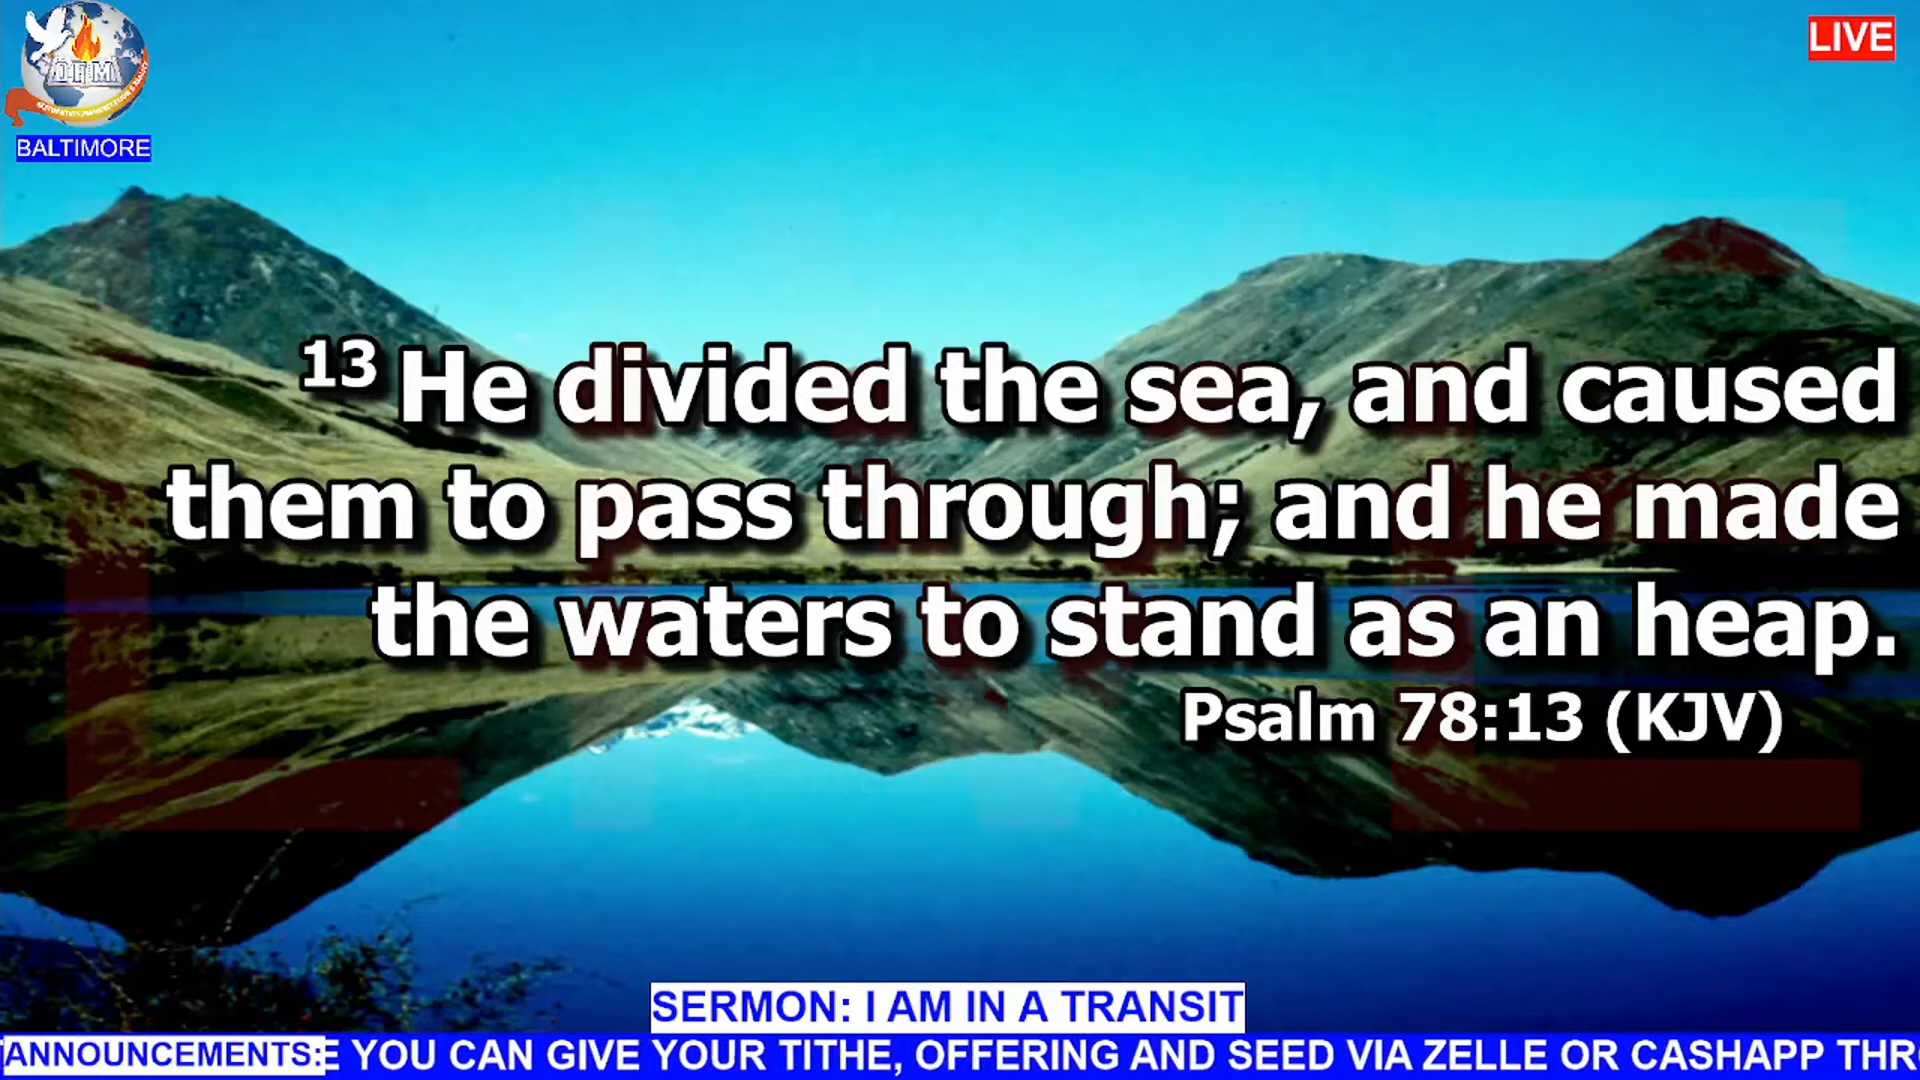 LIVE
BALTIMORE
13 He divided the sea, and caused
them to pass through; and he made
the waters to stand as an heap.
Psalm 78:13 (KJV)
SERMON: I AM IN A TRANSIT
ANNOUNCEMENTS:E YOU CAN GIVE YOUR TITHE, OFFERING AND SEED VIA ZELLE OR CASHAPP THR